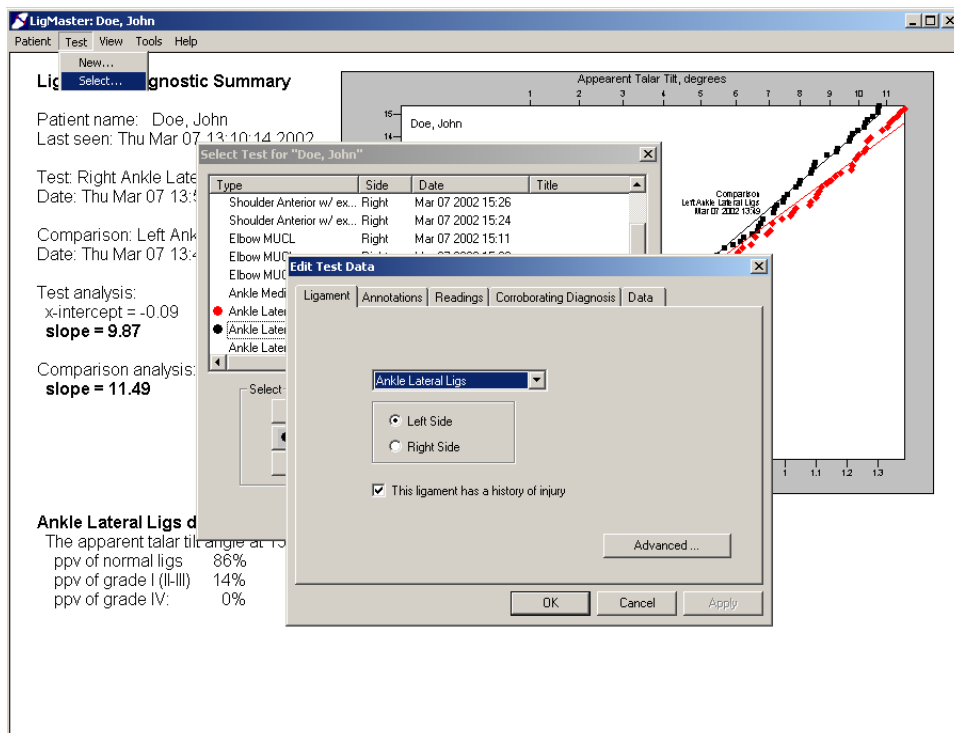 LigMaster: Doe, John
Patient Test View Tools Help
New...
Select...
Lig gnostic Summary
Patient name: Doe, John
Last seen: Thu Mar 07 13:10:14 2002
Test: Right Ankle Late
Date: Thu Mar 07 13:
Comparison: Left Ank
Date: Thu Mar 07 13:4
Test analysis:
x-intercept = -0.09
slope = 9.87
Comparison analysis:
slope = 11.49
Ankle Lateral Ligs d
The apparent talar tilt angle at 15
ppv of normal ligs 86%
ppv of grade I (II-III) 14%
ppv of grade IV: 0%
Appearent Talar Tilt, degrees
1 2 3 4 5 6 7 8 9 10 11
15
14
Doe, John
Comparison
Left Ankle Lateral Ligs
Mar 07 2002 13:49
1 1.1 1.2 1.3
Select Test for "Doe, John"
Type Side Date Title
Shoulder Anterior w/ ex... Right Mar 07 2002 15:26
Shoulder Anterior w/ ex... Right Mar 07 2002 15:24
Elbow MUCL Right Mar 07 2002 15:11
Elbow MUCL
Elbow MUC
Ankle Medi
Ankle Later
Ankle Later
Ankle Later
Select
Edit Test Data
Ligament Annotations Readings Corroborating Diagnosis Data
Ankle Lateral Ligs
Left Side
Right Side
This ligament has a history of injury
Advanced ...
OK Cancel Apply